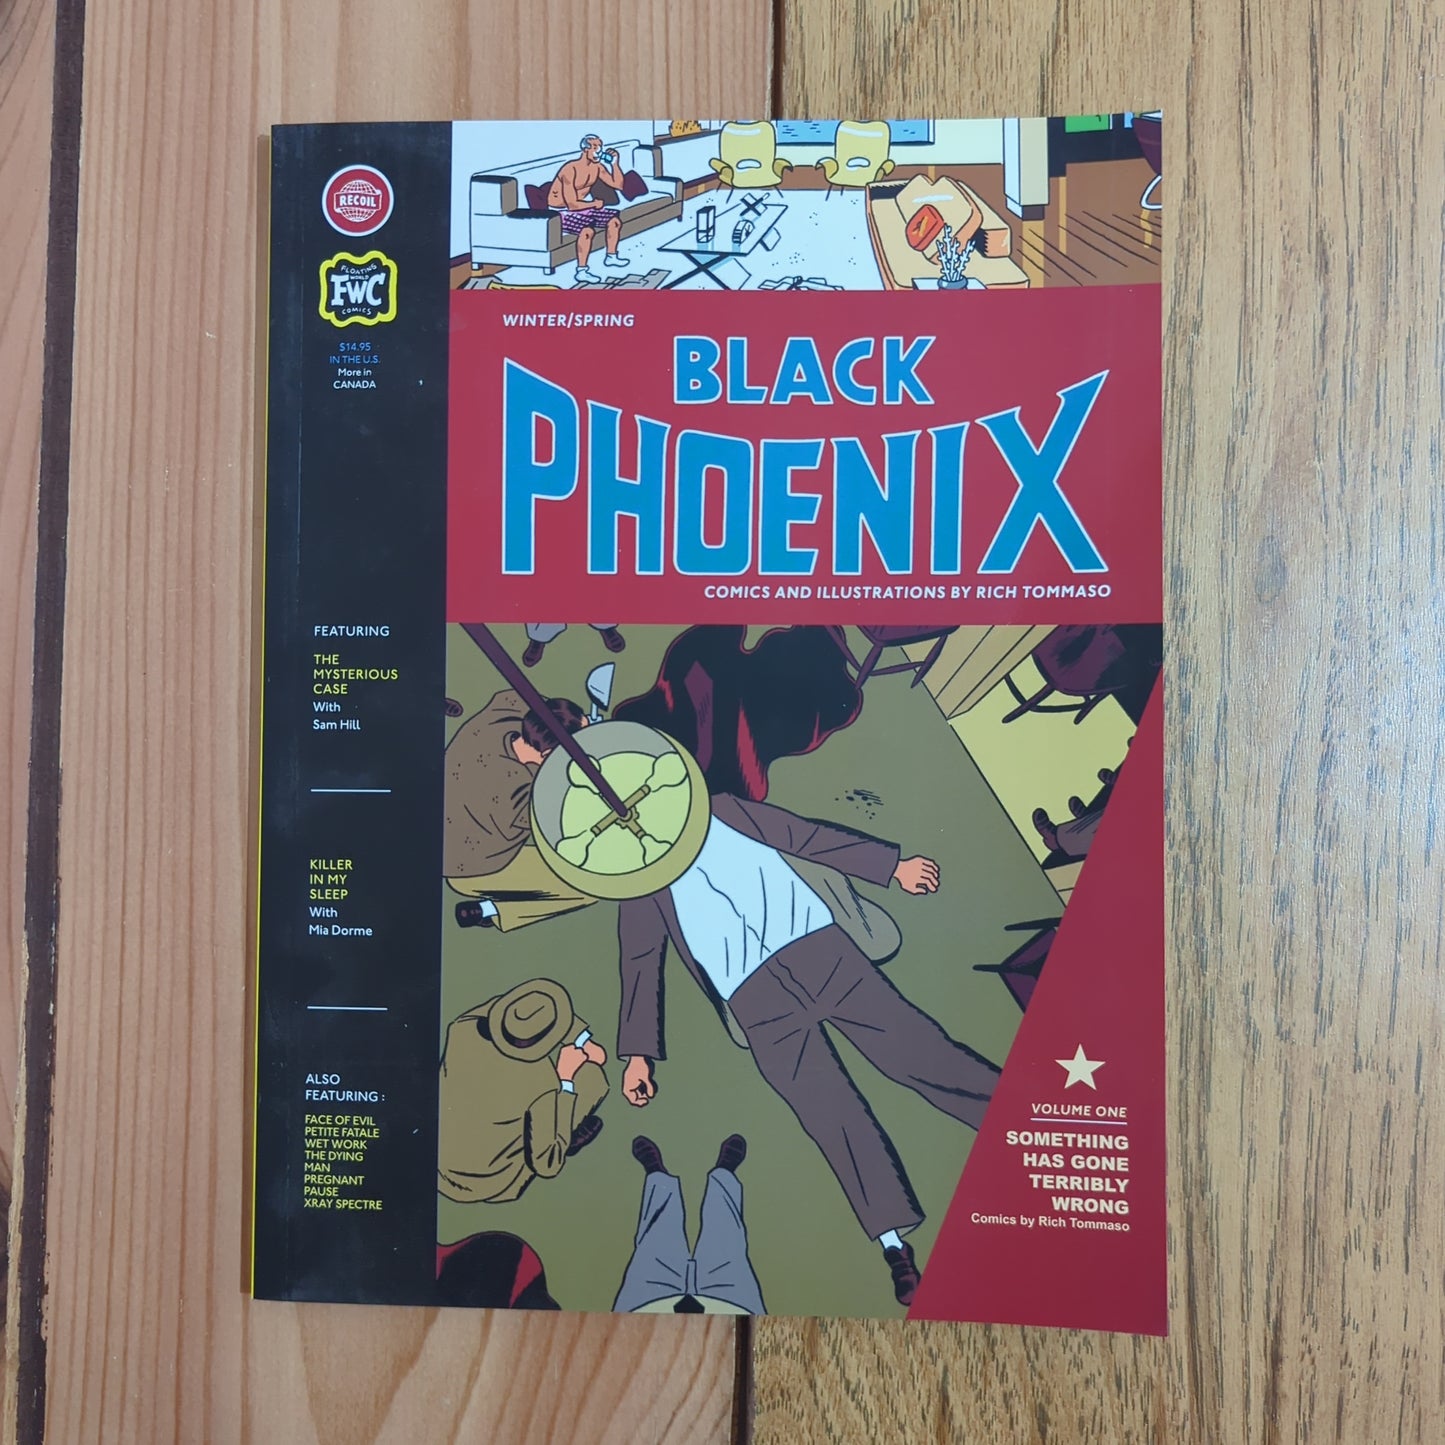 RECOIL
FLOATING
WORLD
FWC
COMICS
$14.95
IN THE U.S.
More in
CANADA
FEATURING
THE
MYSTERIOUS
CASE
With
Sam Hill
KILLER
IN MY
SLEEP
With
Mia Dorme
ALSO
FEATURING :
FACE OF EVIL
PETITE FATALE
WET WORK
THE DYING
MAN
PREGNANT
PAUSE
XRAY SPECTRE
WINTER/SPRING
BLACK
PHOENIX
COMICS AND ILLUSTRATIONS BY RICH TOMMASO
VOLUME ONE
SOMETHING
HAS GONE
TERRIBLY
WRONG
Comics by Rich Tommaso